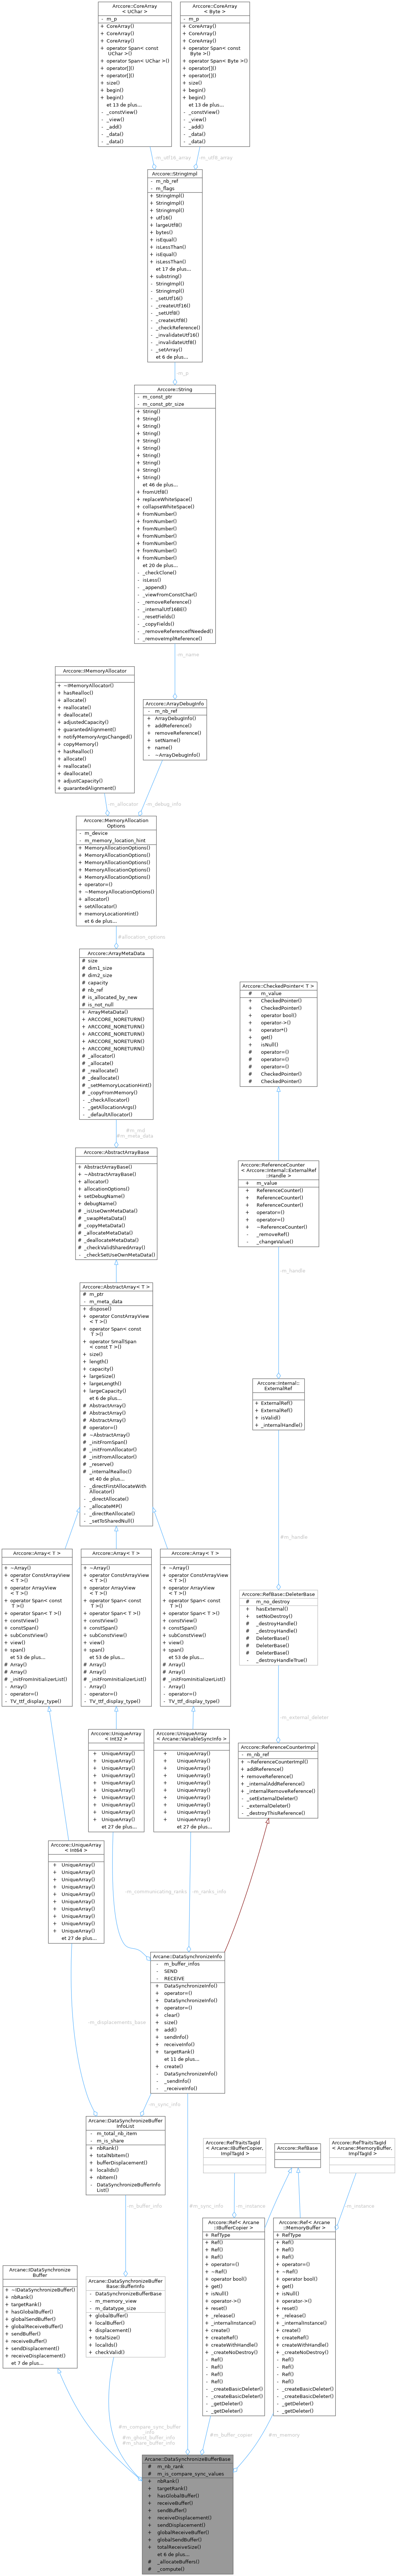 Arccore::CoreArray
< UChar >
- m_p
+ CoreArray()
+ CoreArray()
+ CoreArray()
+ operator Span< const
UChar >()
+ operator Span< UChar >()
+ operator[]()
+ operator[]()
+ size()
+ begin()
+ begin()
et 13 de plus...
- _constView()
- _view()
- _add()
- _data()
- _data()
Arccore::CoreArray
< Byte >
- m_p
+ CoreArray()
+ CoreArray()
+ CoreArray()
+ operator Span< const
Byte >()
+ operator Span< Byte >()
+ operator[]()
+ operator[]()
+ size()
+ begin()
+ begin()
et 13 de plus...
- _constView()
- _view()
- _add()
- _data()
- _data()
-m_utf16_array
-m_utf8_array
Arccore::StringImpl
- m_nb_ref
- m_flags
+ StringImpl()
+ StringImpl()
+ StringImpl()
+ utf16()
+ largeUtf8()
+ bytes()
+ isEqual()
+ isLessThan()
+ isEqual()
+ isLessThan()
et 17 de plus...
+ substring()
- StringImpl()
- StringImpl()
- _setUtf16()
- _createUtf16()
- _setUtf8()
- _createUtf8()
- _checkReference()
- _invalidateUtf16()
- _invalidateUtf8()
- _setArray()
et 6 de plus...
-m_p
Arccore::String
- m_const_ptr
- m_const_ptr_size
+ String()
+ String()
+ String()
+ String()
+ String()
+ String()
+ String()
+ String()
+ String()
+ String()
et 46 de plus...
+ fromUtf8()
+ replaceWhiteSpace()
+ collapseWhiteSpace()
+ fromNumber()
+ fromNumber()
+ fromNumber()
+ fromNumber()
+ fromNumber()
+ fromNumber()
+ fromNumber()
et 20 de plus...
- _checkClone()
- isLess()
- _append()
- _viewFromConstChar()
- _removeReference()
- _internalUtf16BE()
- _resetFields()
- _copyFields()
- _removeReferenceIfNeeded()
- _removeImplReference()
-m_name
Arccore::IMemoryAllocator
+ ~IMemoryAllocator()
+ hasRealloc()
+ allocate()
+ reallocate()
+ deallocate()
+ adjustedCapacity()
+ guarantedAlignment()
+ notifyMemoryArgsChanged()
+ copyMemory()
+ hasRealloc()
+ allocate()
+ reallocate()
+ deallocate()
+ adjustCapacity()
+ guarantedAlignment()
Arccore::ArrayDebugInfo
- m_nb_ref
+ ArrayDebugInfo()
+ addReference()
+ removeReference()
+ setName()
+ name()
- ~ArrayDebugInfo()
-m_allocator
-m_debug_info
Arccore::MemoryAllocation
Options
- m_device
- m_memory_location_hint
+ MemoryAllocationOptions()
+ MemoryAllocationOptions()
+ MemoryAllocationOptions()
+ MemoryAllocationOptions()
+ MemoryAllocationOptions()
+ operator=()
+ ~MemoryAllocationOptions()
+ allocator()
+ setAllocator()
+ memoryLocationHint()
et 6 de plus...
#allocation_options
Arccore::ArrayMetaData
# size
# dim1_size
# dim2_size
# capacity
# nb_ref
# is_allocated_by_new
# is_not_null
+ ArrayMetaData()
+ ARCCORE_NORETURN()
+ ARCCORE_NORETURN()
+ ARCCORE_NORETURN()
+ ARCCORE_NORETURN()
+ ARCCORE_NORETURN()
# _allocator()
# _allocate()
# _reallocate()
# _deallocate()
# _setMemoryLocationHint()
# _copyFromMemory()
- _checkAllocator()
- _getAllocationArgs()
- _defaultAllocator()
#m_md
#m_meta_data
Arccore::AbstractArrayBase
+ AbstractArrayBase()
+ ~AbstractArrayBase()
+ allocator()
+ allocationOptions()
+ setDebugName()
+ debugName()
# _isUseOwnMetaData()
# _swapMetaData()
# _copyMetaData()
# _allocateMetaData()
# _deallocateMetaData()
# _checkValidSharedArray()
- _checkSetUseOwnMetaData()
Arccore::AbstractArray< T >
# m_ptr
- m_meta_data
+ dispose()
+ operator ConstArrayView
< T >()
+ operator Span< const
T >()
+ operator SmallSpan
< const T >()
+ size()
+ length()
+ capacity()
+ largeSize()
+ largeLength()
+ largeCapacity()
et 6 de plus...
# AbstractArray()
# AbstractArray()
# AbstractArray()
# operator=()
# ~AbstractArray()
# _initFromSpan()
# _initFromAllocator()
# _initFromAllocator()
# _reserve()
# _internalRealloc()
et 40 de plus...
- _directFirstAllocateWith
Allocator()
- _directAllocate()
- _allocateMP()
- _directReAllocate()
- _setToSharedNull()
Arccore::CheckedPointer< T >
# m_value
+ CheckedPointer()
+ CheckedPointer()
+ operator bool()
+ operator->()
+ operator*()
+ get()
+ isNull()
# operator=()
# operator=()
# operator=()
# CheckedPointer()
# CheckedPointer()
Arccore::ReferenceCounter
< Arccore::Internal::ExternalRef
::Handle >
+ m_value
+ ReferenceCounter()
+ ReferenceCounter()
+ ReferenceCounter()
+ operator=()
+ operator=()
+ ~ReferenceCounter()
- _removeRef()
- _changeValue()
-m_handle
Arccore::Internal::
ExternalRef
+ ExternalRef()
+ ExternalRef()
+ isValid()
+ _internalHandle()
#m_handle
Arccore::RefBase::DeleterBase
# m_no_destroy
+ hasExternal()
+ setNoDestroy()
# _destroyHandle()
# _destroyHandle()
# DeleterBase()
# DeleterBase()
# DeleterBase()
- _destroyHandleTrue()
-m_external_deleter
Arccore::ReferenceCounterImpl
- m_nb_ref
+ ~ReferenceCounterImpl()
+ addReference()
+ removeReference()
+ _internalAddReference()
+ _internalRemoveReference()
- _setExternalDeleter()
- _externalDeleter()
- _destroyThisReference()
Arccore::Array< T >
+ ~Array()
+ operator ConstArrayView
< T >()
+ operator ArrayView
< T >()
+ operator Span< const
T >()
+ operator Span< T >()
+ constView()
+ constSpan()
+ subConstView()
+ view()
+ span()
et 53 de plus...
# Array()
# Array()
# _initFromInitializerList()
- Array()
- operator=()
- TV_ttf_display_type()
Arccore::Array< T >
+ ~Array()
+ operator ConstArrayView
< T >()
+ operator ArrayView
< T >()
+ operator Span< const
T >()
+ operator Span< T >()
+ constView()
+ constSpan()
+ subConstView()
+ view()
+ span()
et 53 de plus...
# Array()
# Array()
# _initFromInitializerList()
- Array()
- operator=()
- TV_ttf_display_type()
Arccore::Array< T >
+ ~Array()
+ operator ConstArrayView
< T >()
+ operator ArrayView
< T >()
+ operator Span< const
T >()
+ operator Span< T >()
+ constView()
+ constSpan()
+ subConstView()
+ view()
+ span()
et 53 de plus...
# Array()
# Array()
# _initFromInitializerList()
- Array()
- operator=()
- TV_ttf_display_type()
Arccore::UniqueArray
< Int32 >
+ UniqueArray()
+ UniqueArray()
+ UniqueArray()
+ UniqueArray()
+ UniqueArray()
+ UniqueArray()
+ UniqueArray()
+ UniqueArray()
+ UniqueArray()
+ UniqueArray()
et 27 de plus...
Arccore::UniqueArray
< Arcane::VariableSyncInfo >
+ UniqueArray()
+ UniqueArray()
+ UniqueArray()
+ UniqueArray()
+ UniqueArray()
+ UniqueArray()
+ UniqueArray()
+ UniqueArray()
+ UniqueArray()
+ UniqueArray()
et 27 de plus...
Arccore::UniqueArray
< Int64 >
+ UniqueArray()
+ UniqueArray()
+ UniqueArray()
+ UniqueArray()
+ UniqueArray()
+ UniqueArray()
+ UniqueArray()
+ UniqueArray()
+ UniqueArray()
+ UniqueArray()
et 27 de plus...
-m_communicating_ranks
-m_ranks_info
Arcane::DataSynchronizeInfo
- m_buffer_infos
- SEND
- RECEIVE
+ DataSynchronizeInfo()
+ operator=()
+ DataSynchronizeInfo()
+ operator=()
+ clear()
+ size()
+ add()
+ sendInfo()
+ receiveInfo()
+ targetRank()
et 11 de plus...
+ create()
- DataSynchronizeInfo()
- _sendInfo()
- _receiveInfo()
-m_displacements_base
-m_sync_info
Arcane::DataSynchronizeBuffer
InfoList
- m_total_nb_item
- m_is_share
+ nbRank()
+ totalNbItem()
+ bufferDisplacement()
+ localIds()
+ nbItem()
- DataSynchronizeBufferInfo
List()
-m_buffer_info
#m_sync_info
Arccore::RefTraitsTagId
< Arcane::IBufferCopier,
ImplTagId >
Arccore::RefBase
Arccore::RefTraitsTagId
< Arcane::MemoryBuffer,
ImplTagId >
-m_instance
-m_instance
Arcane::IDataSynchronize
Buffer
+ ~IDataSynchronizeBuffer()
+ nbRank()
+ targetRank()
+ hasGlobalBuffer()
+ globalSendBuffer()
+ globalReceiveBuffer()
+ sendBuffer()
+ receiveBuffer()
+ sendDisplacement()
+ receiveDisplacement()
et 7 de plus...
Arcane::DataSynchronizeBuffer
Base::BufferInfo
- DataSynchronizeBufferBase
- m_memory_view
- m_datatype_size
+ globalBuffer()
+ localBuffer()
+ displacement()
+ totalSize()
+ localIds()
+ checkValid()
Arccore::Ref< Arcane
::IBufferCopier >
+ RefType
+ Ref()
+ Ref()
+ Ref()
+ operator=()
+ ~Ref()
+ operator bool()
+ get()
+ isNull()
+ operator->()
+ reset()
+ _release()
+ _internalInstance()
+ create()
+ createRef()
+ createWithHandle()
+ _createNoDestroy()
- Ref()
- Ref()
- Ref()
- Ref()
- _createBasicDeleter()
- _createBasicDeleter()
- _getDeleter()
- _getDeleter()
Arccore::Ref< Arcane
::MemoryBuffer >
+ RefType
+ Ref()
+ Ref()
+ Ref()
+ operator=()
+ ~Ref()
+ operator bool()
+ get()
+ isNull()
+ operator->()
+ reset()
+ _release()
+ _internalInstance()
+ create()
+ createRef()
+ createWithHandle()
+ _createNoDestroy()
- Ref()
- Ref()
- Ref()
- Ref()
- _createBasicDeleter()
- _createBasicDeleter()
- _getDeleter()
- _getDeleter()
#m_compare_sync_buffer
_info
#m_ghost_buffer_info
#m_share_buffer_info
#m_buffer_copier
#m_memory
Arcane::DataSynchronizeBufferBase
# m_nb_rank
# m_is_compare_sync_values
+ nbRank()
+ targetRank()
+ hasGlobalBuffer()
+ receiveBuffer()
+ sendBuffer()
+ receiveDisplacement()
+ sendDisplacement()
+ globalReceiveBuffer()
+ globalSendBuffer()
+ totalReceiveSize()
et 6 de plus...
# _allocateBuffers()
# _compute()